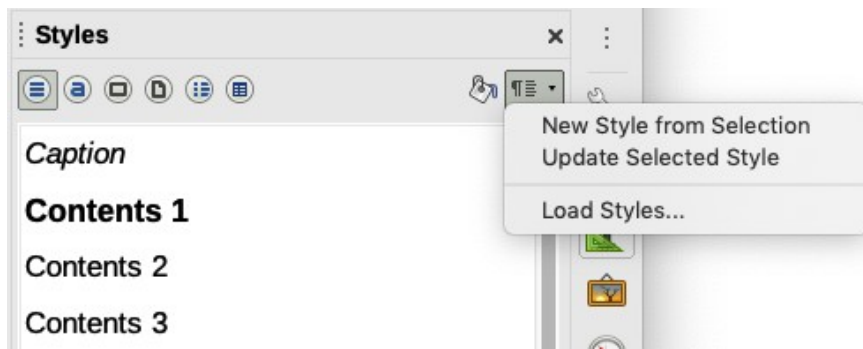 Styles
New Style from Selection
Update Selected Style
Load Styles...
Caption
Contents 1
Contents 2
Contents 3